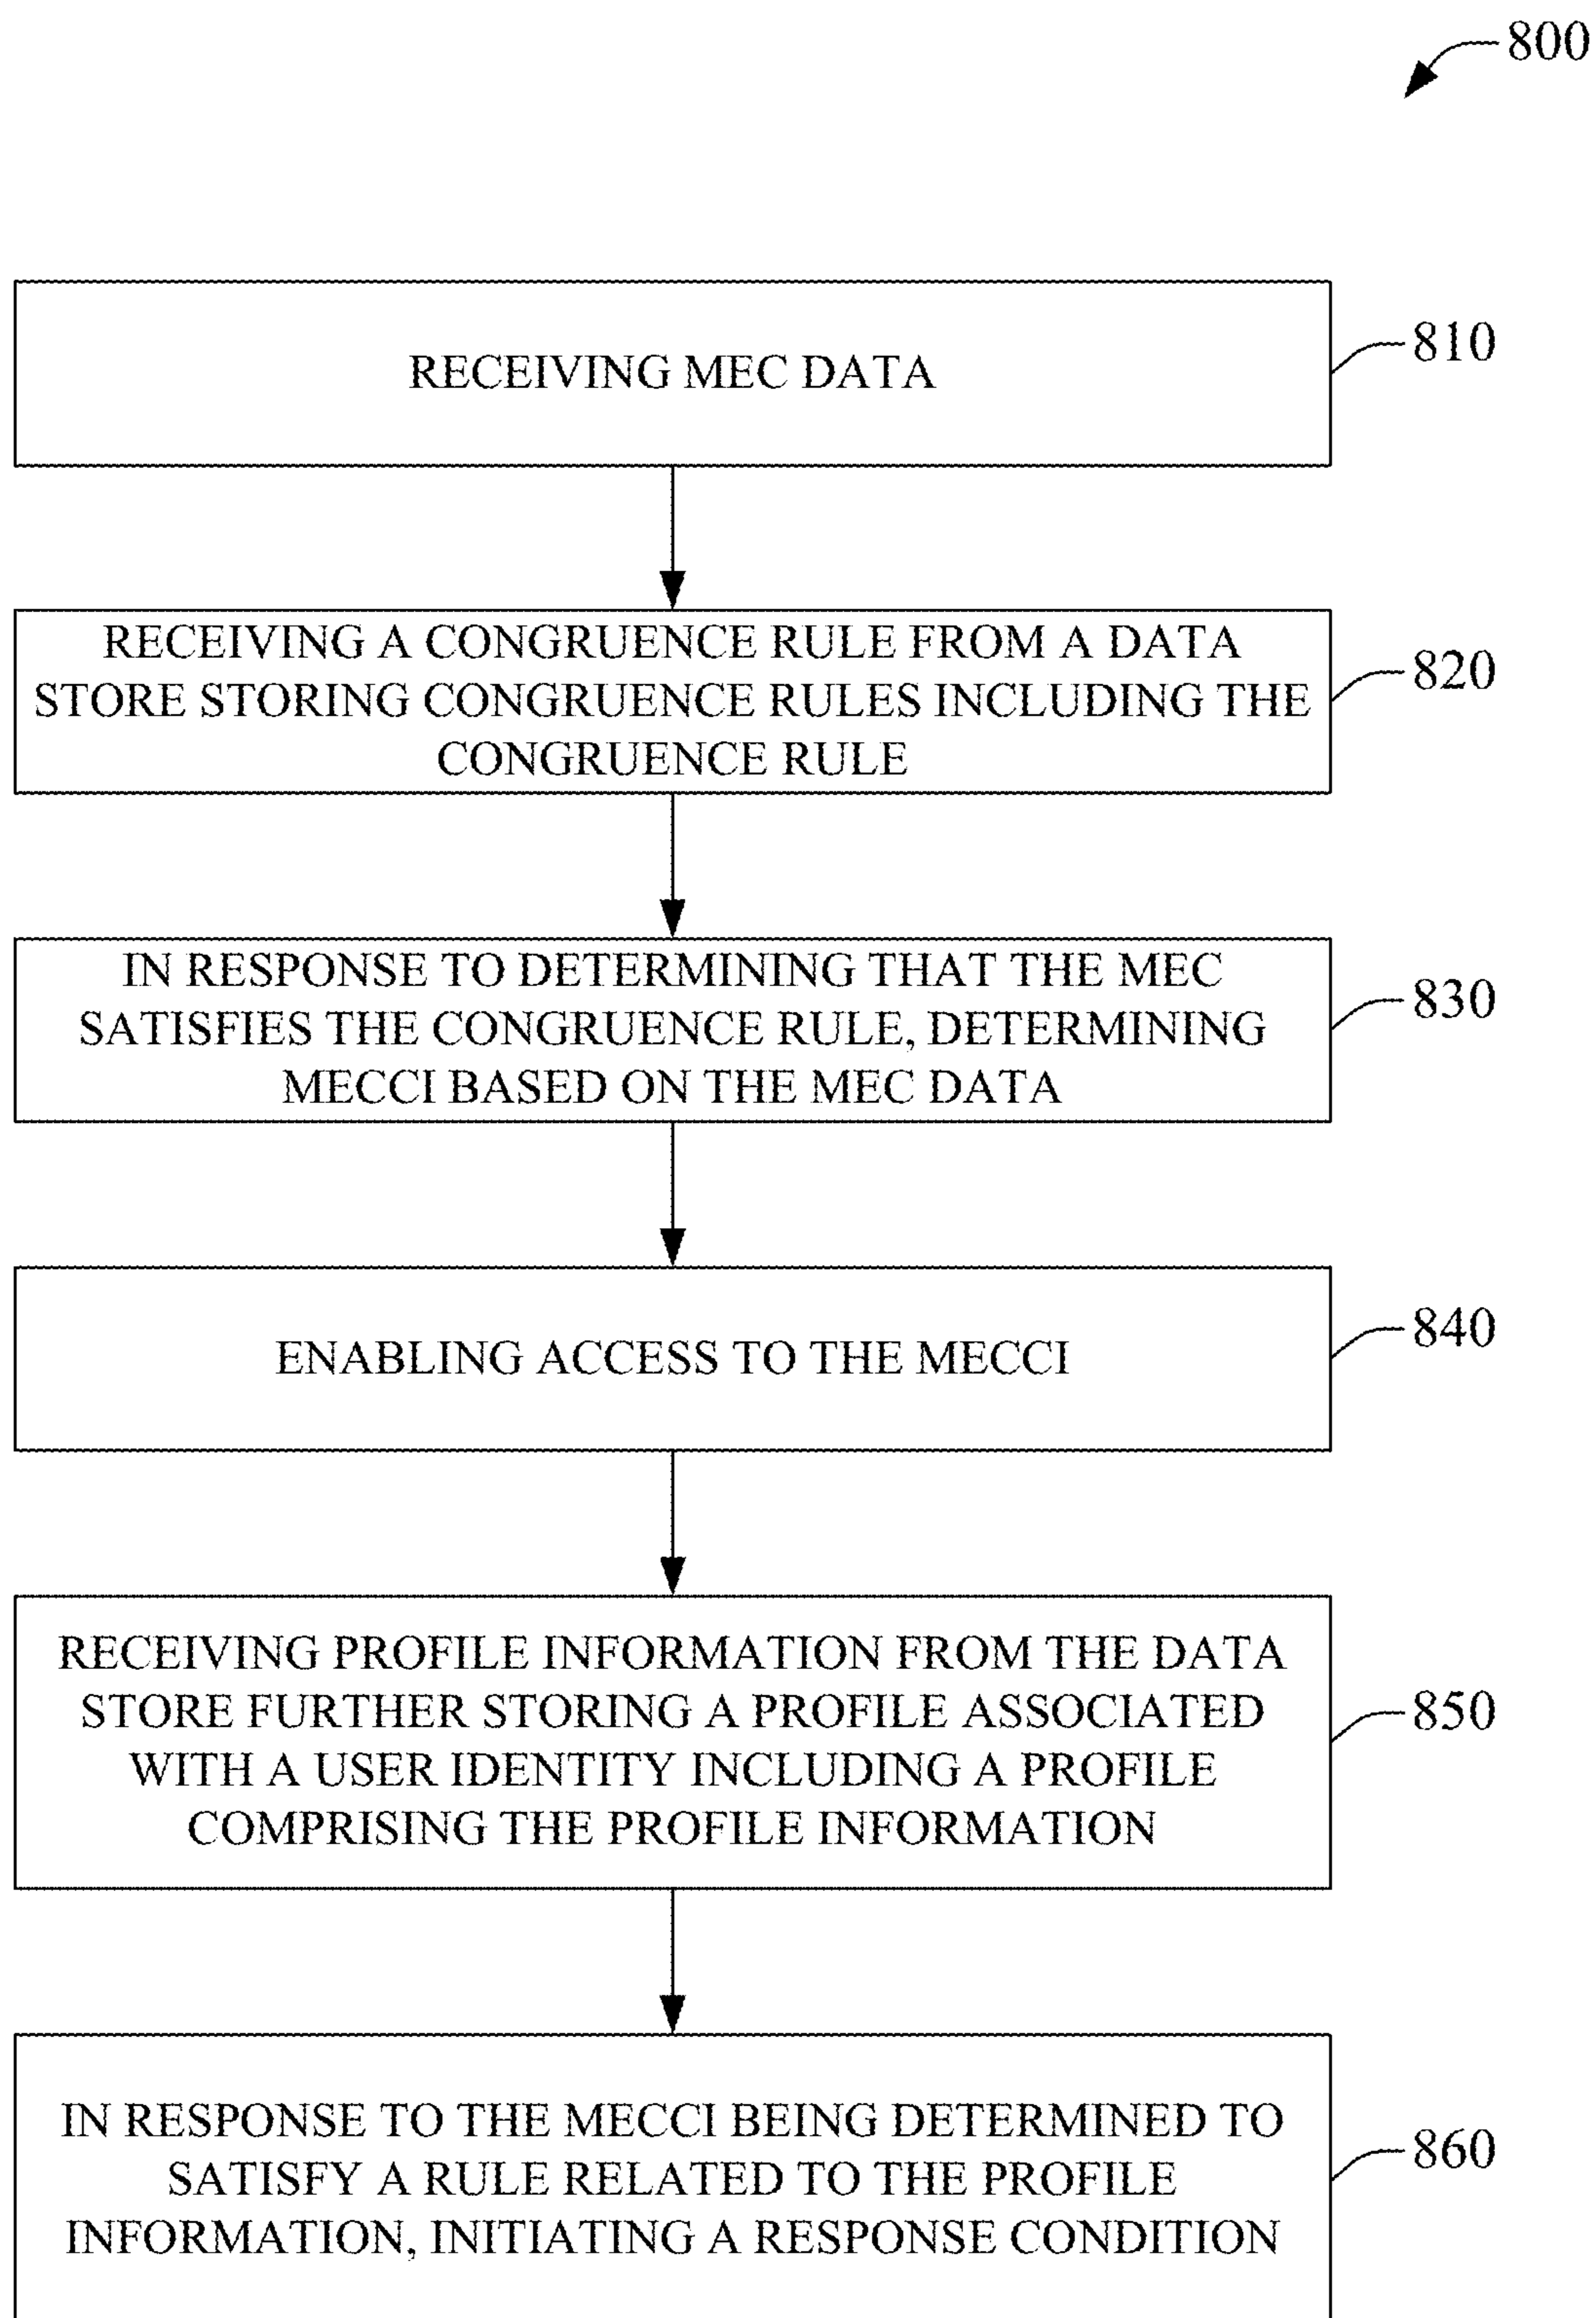 800
RECEIVING MEC DATA
810
RECEIVING A CONGRUENCE RULE FROM A DATA
STORE STORING CONGRUENCE RULES INCLUDING THE
CONGRUENCE RULE
820
IN RESPONSE TO DETERMINING THAT THE MEC
SATISFIES THE CONGRUENCE RULE, DETERMINING
MECCI BASED ON THE MEC DATA
830
ENABLING ACCESS TO THE MECCI
840
RECEIVING PROFILE INFORMATION FROM THE DATA
STORE FURTHER STORING A PROFILE ASSOCIATED
WITH A USER IDENTITY INCLUDING A PROFILE
COMPRISING THE PROFILE INFORMATION
850
IN RESPONSE TO THE MECCI BEING DETERMINED TO
SATISFY A RULE RELATED TO THE PROFILE
INFORMATION, INITIATING A RESPONSE CONDITION
860